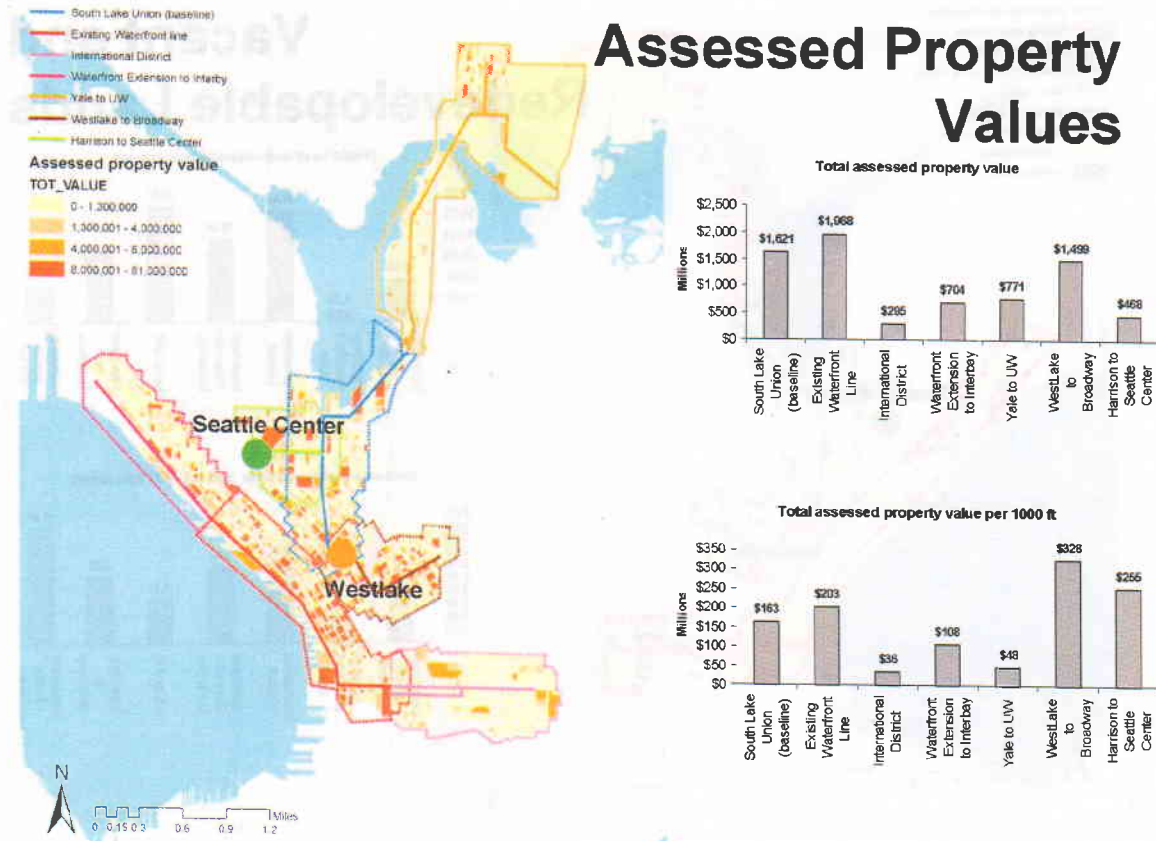 South Lake Union (baseline)
Existing Waterfront line
International District
Waterfront Extension to Interby
Yale to UW
Westlake to Broadway
Harrison to Seattle Center
Assessed property value
TOT_VALUE
0 - 1,300,000
1,300,001 - 4,000,000
4,000,001 -
8,000,001 - 81,000,000
Seattle Center
Westlake
N
0 0.15 0.3 0.6 0.9 1.2
Miles
Assessed Property
Values
Total assessed property value
Millions
$2,500
$2,000
$1,500
$1,000
$500
$0
$1,621
$1,968
$295
$704
$771
$1,499
$468
South Lake
Union
(baseline)
Existing
Waterfront
Line
International
District
Waterfront
Extension
to Interbay
Yale to UW
WestLake
to
Broadway
Harrison to
Seattle
Center
Total assessed property value per 1000 ft
Millions
$350
$300
$250
$200
$150
$100
$50
$0
$163
$203
$36
$108
$48
$328
$255
South Lake
Union
(baseline)
Existing
Waterfront
Line
International
District
Waterfront
Extension
to Interbay
Yale to UW
WestLake
to
Broadway
Harrison to
Seattle
Center